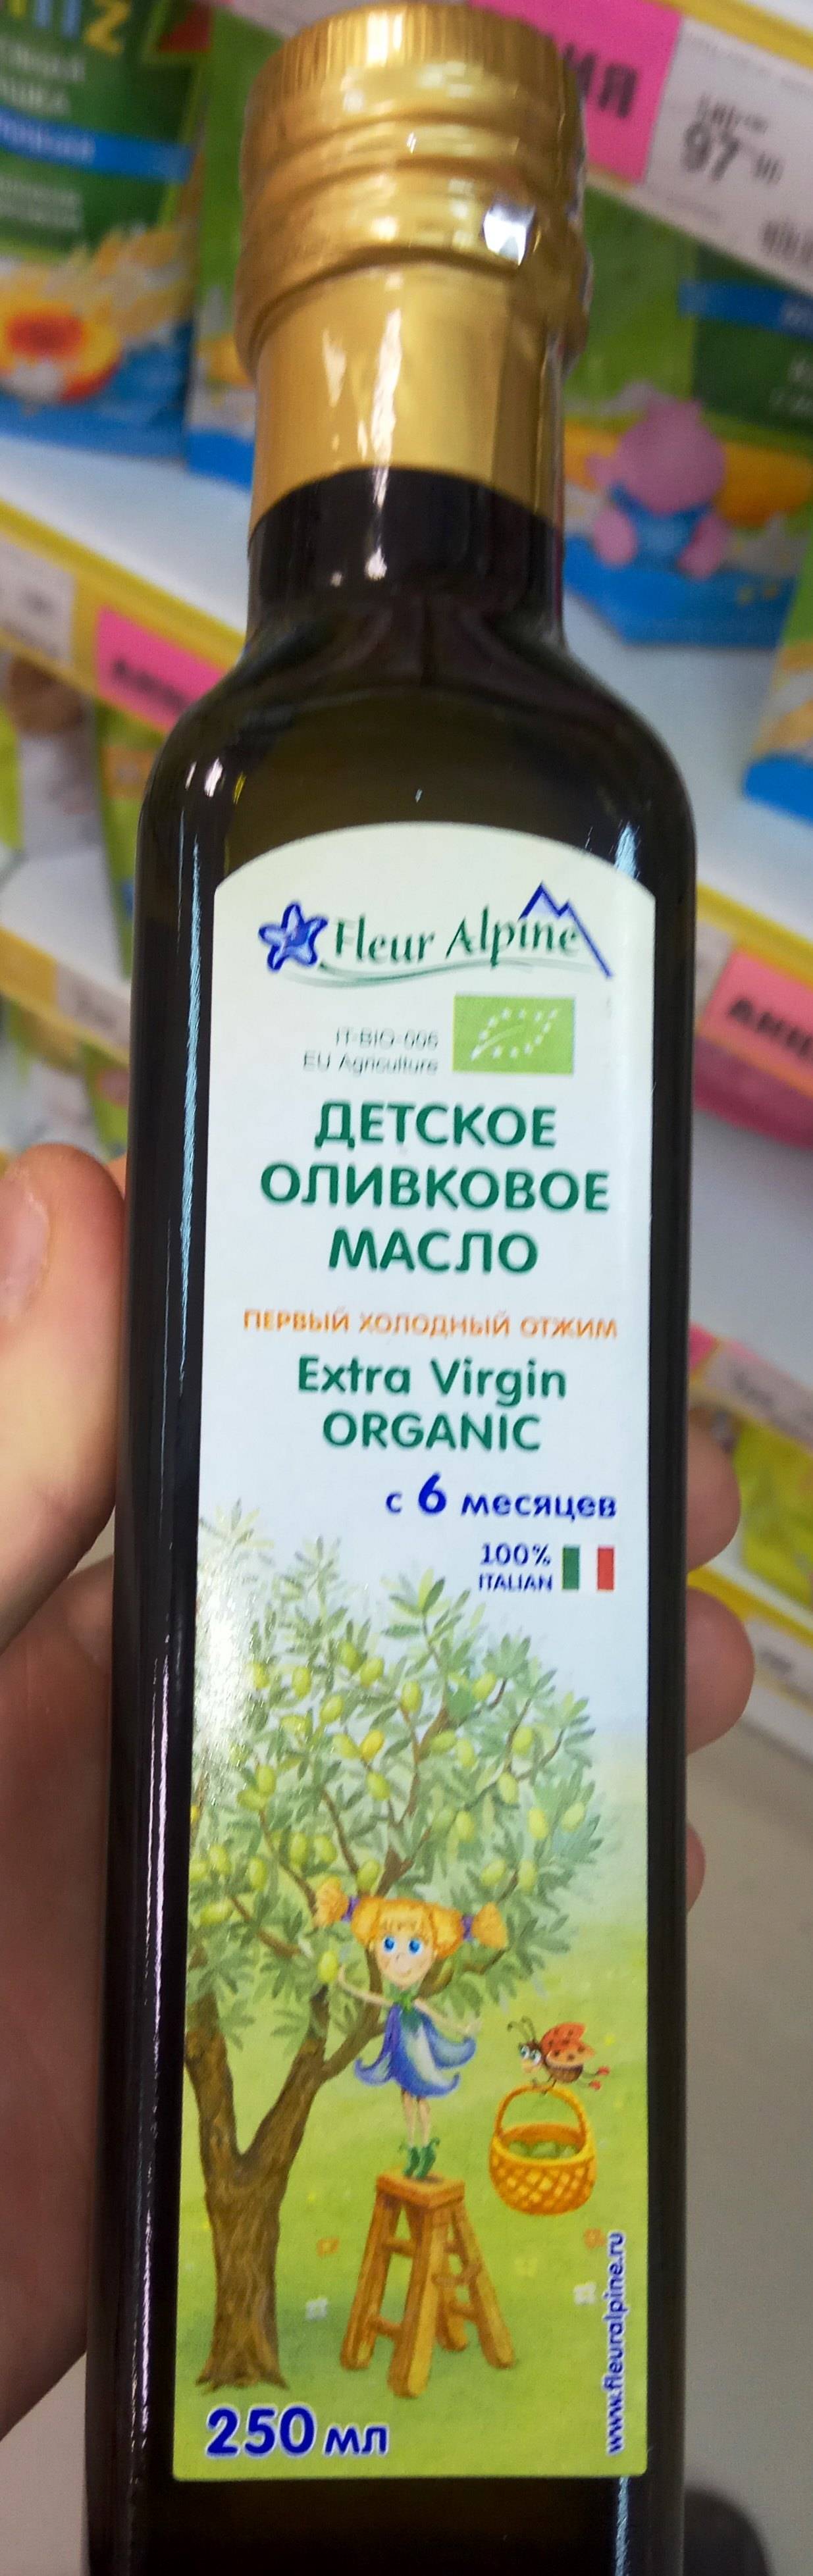 97
Fleur Alpine
IT-BIO-006
EU Agriculture
ДЕТСКОЕ
ОЛИВКОВОЕ
МАСЛО
ПЕРВЫЙ ХОЛОДНЫЙ ОТЖИМ
Extra Virgin
ORGANIC
с 6 месяцев
100%
ITALIAN
www.fleuralpine.ru
250 мл